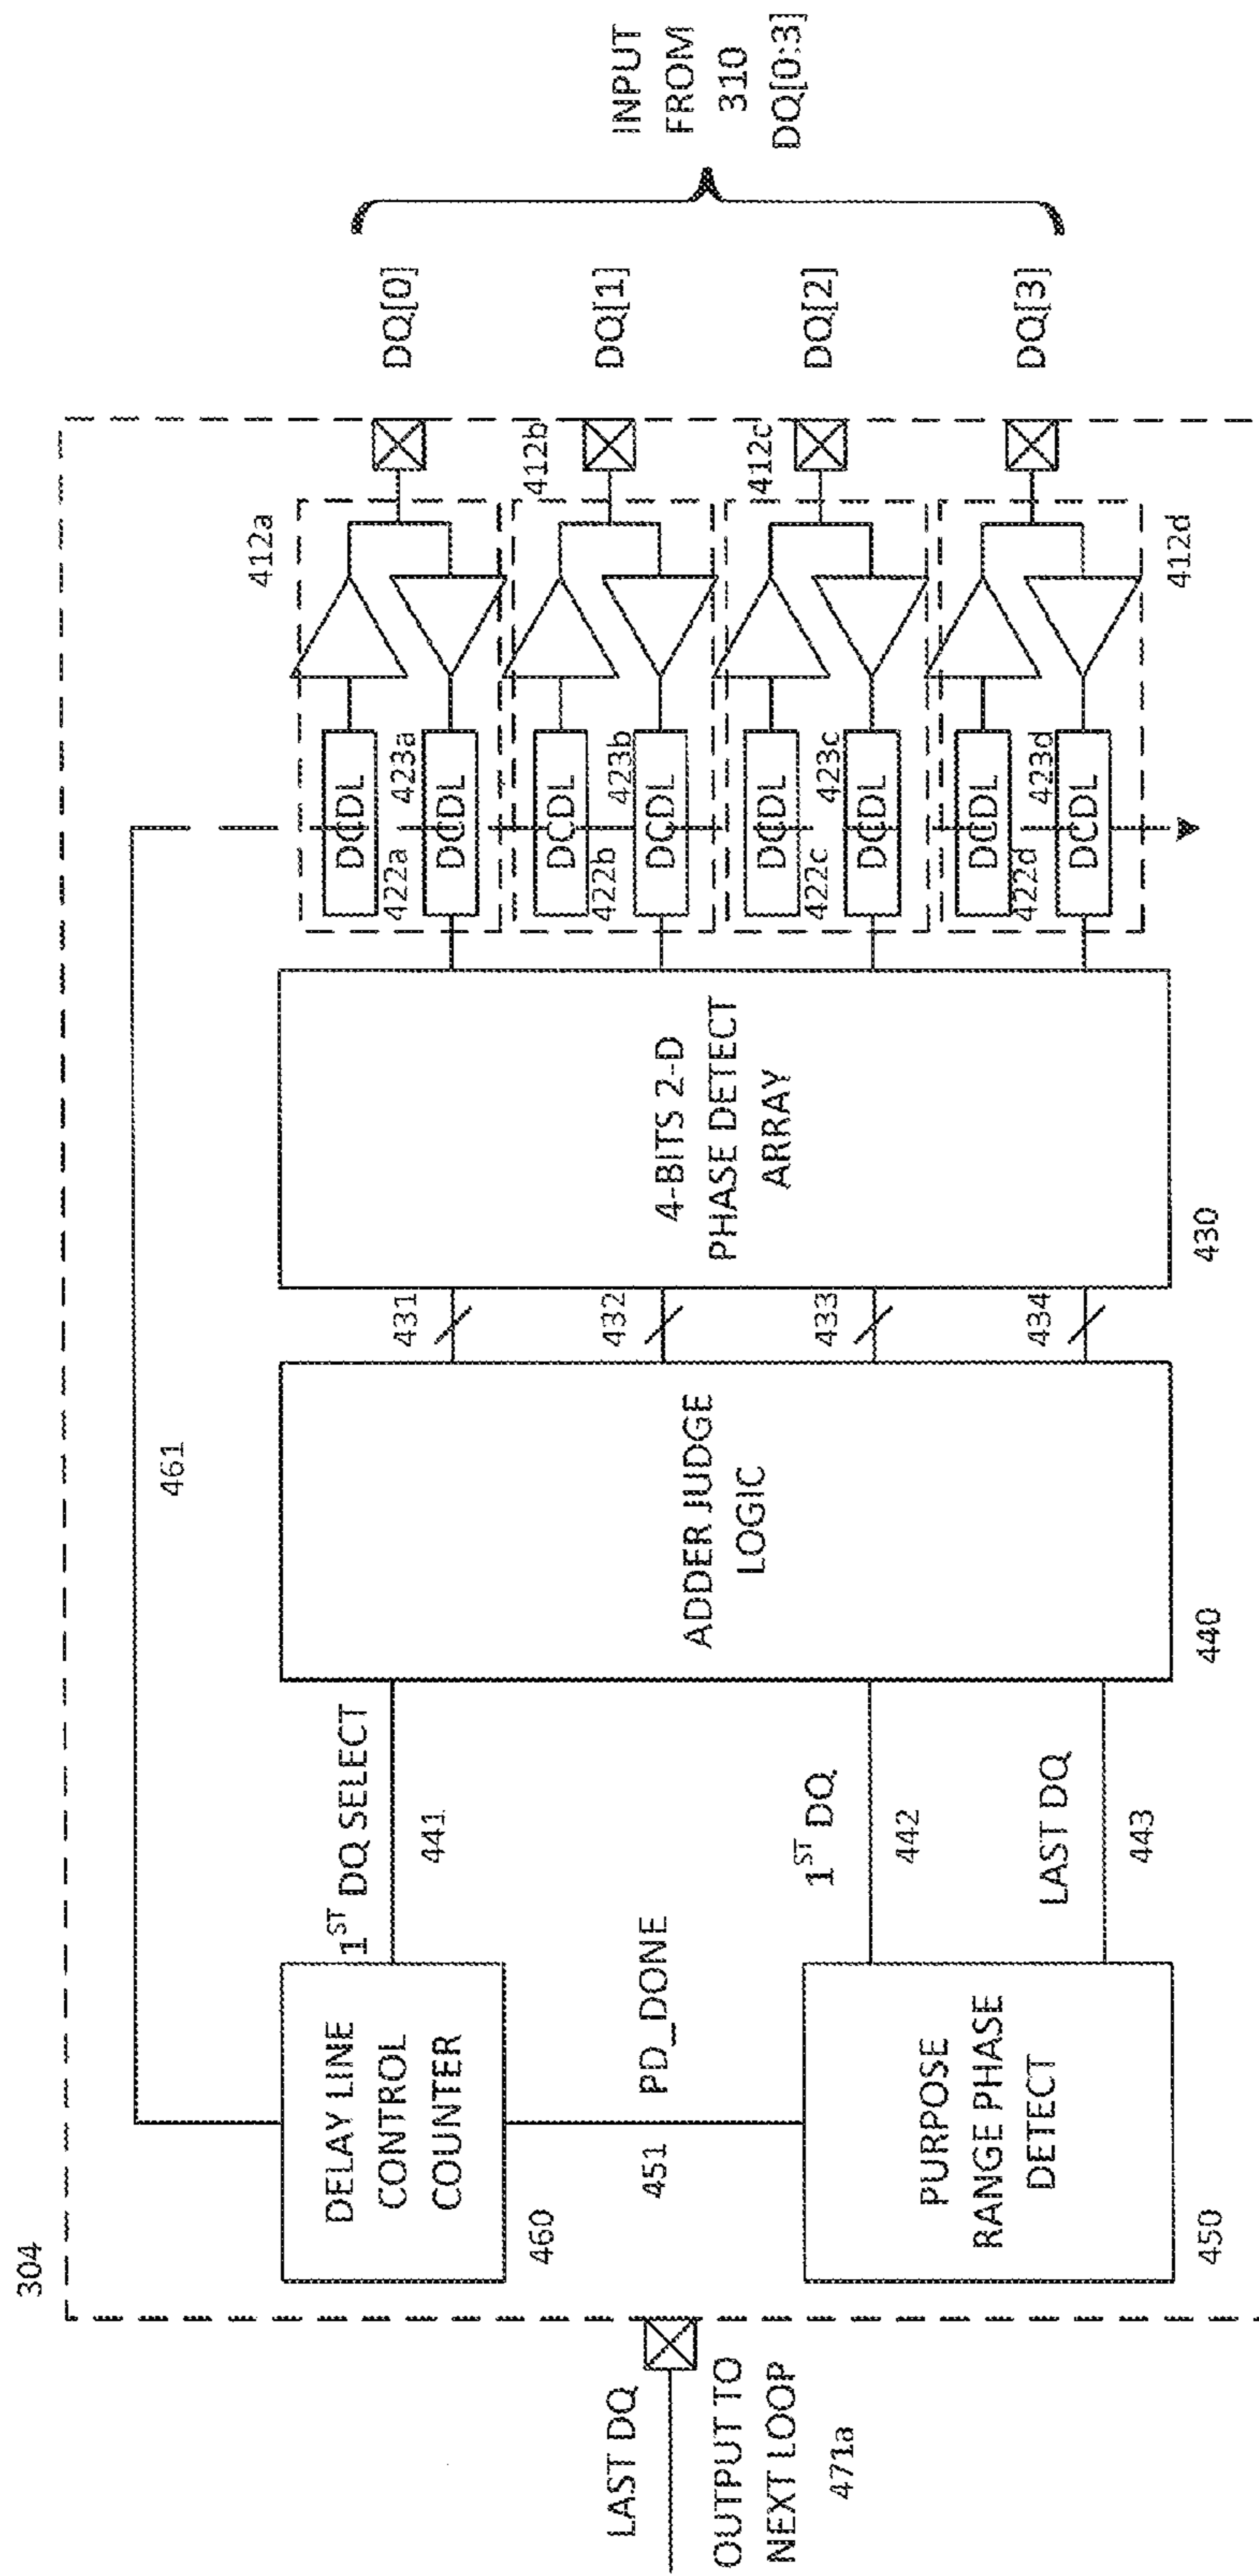 304
LAST DQ
OUTPUT TO
NEXT LOOP
471a
DELAY LINE
CONTROL
COUNTER
460
451
PD_DONE
PURPOSE
RANGE PHASE
DETECT
450
461
1ST DQ SELECT
441
1ST DQ
442
LAST DQ
443
ADDER JUDGE
LOGIC
440
431
432
433
434
4-BITS 2-D
PHASE DETECT
ARRAY
430
412a
DCDL
422a
423a
DCDL
412b
DCDL
422b
423b
DCDL
412c
DCDL
422c
423c
DCDL
412d
DCDL
422d
423d
DCDL
DQ[0]
DQ[1]
DQ[2]
DQ[3]
INPUT
FROM
310
DQ[0:3]